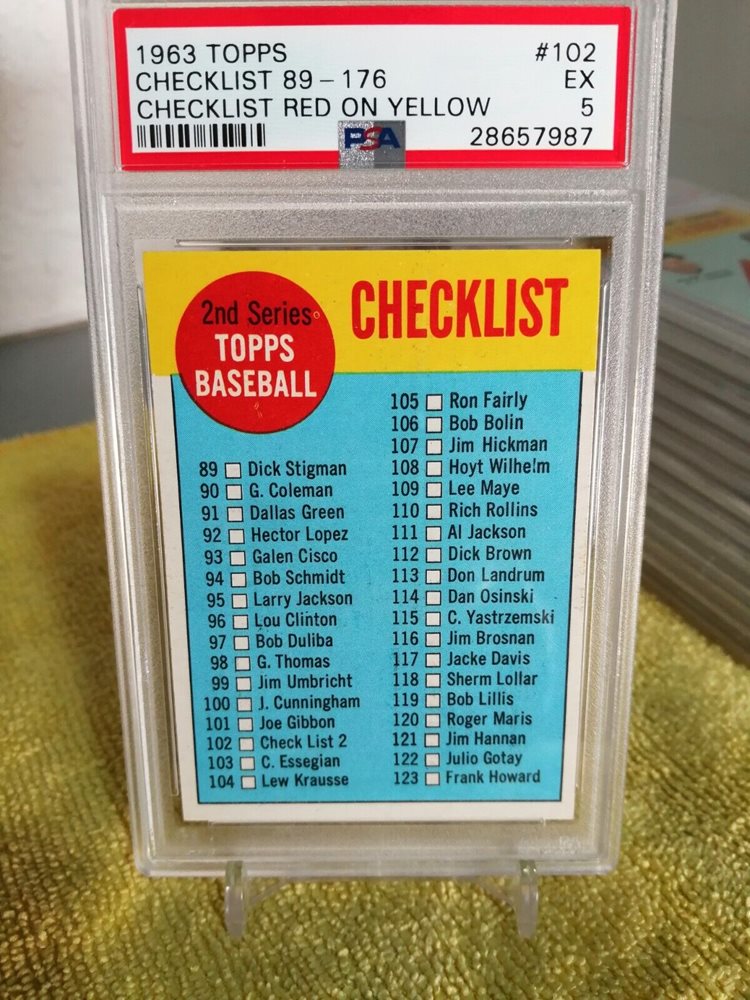 1963 TOPPS #102
CHECKLIST 89 – 176 EX
CHECKLIST RED ON YELLOW 5
PSA 28657987
2nd Series
TOPPS
BASEBALL
CHECKLIST
89 Dick Stigman
90 G. Coleman
91 Dallas Green
92 Hector Lopez
93 Galen Cisco
94 Bob Schmidt
95 Larry Jackson
96 Lou Clinton
97 Bob Duliba
98 G. Thomas
99 Jim Umbricht
100 J. Cunningham
101 Joe Gibbon
102 Check List 2
103 C. Essegian
104 Lew Krausse
105 Ron Fairly
106 Bob Bolin
107 Jim Hickman
108 Hoyt Wilhelm
109 Lee Maye
110 Rich Rollins
111 Al Jackson
112 Dick Brown
113 Don Landrum
114 Dan Osinski
115 C. Yastrzemski
116 Jim Brosnan
117 Jacke Davis
118 Sherm Lollar
119 Bob Lillis
120 Roger Maris
121 Jim Hannan
122 Julio Gotay
123 Frank Howard